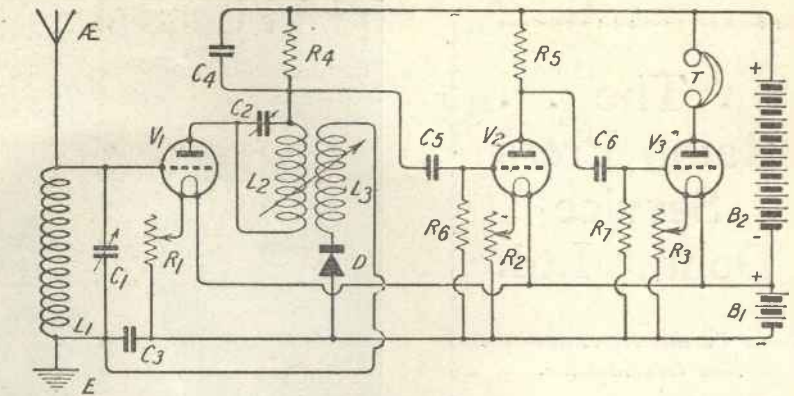 Æ
C4
R4
R5
T
+
C2
V1
V2
C5
C6
V3
L2
L3
R1
C1
D
R6
R2
R7
R3
B2
-
+
L1
C3
B1
-
E